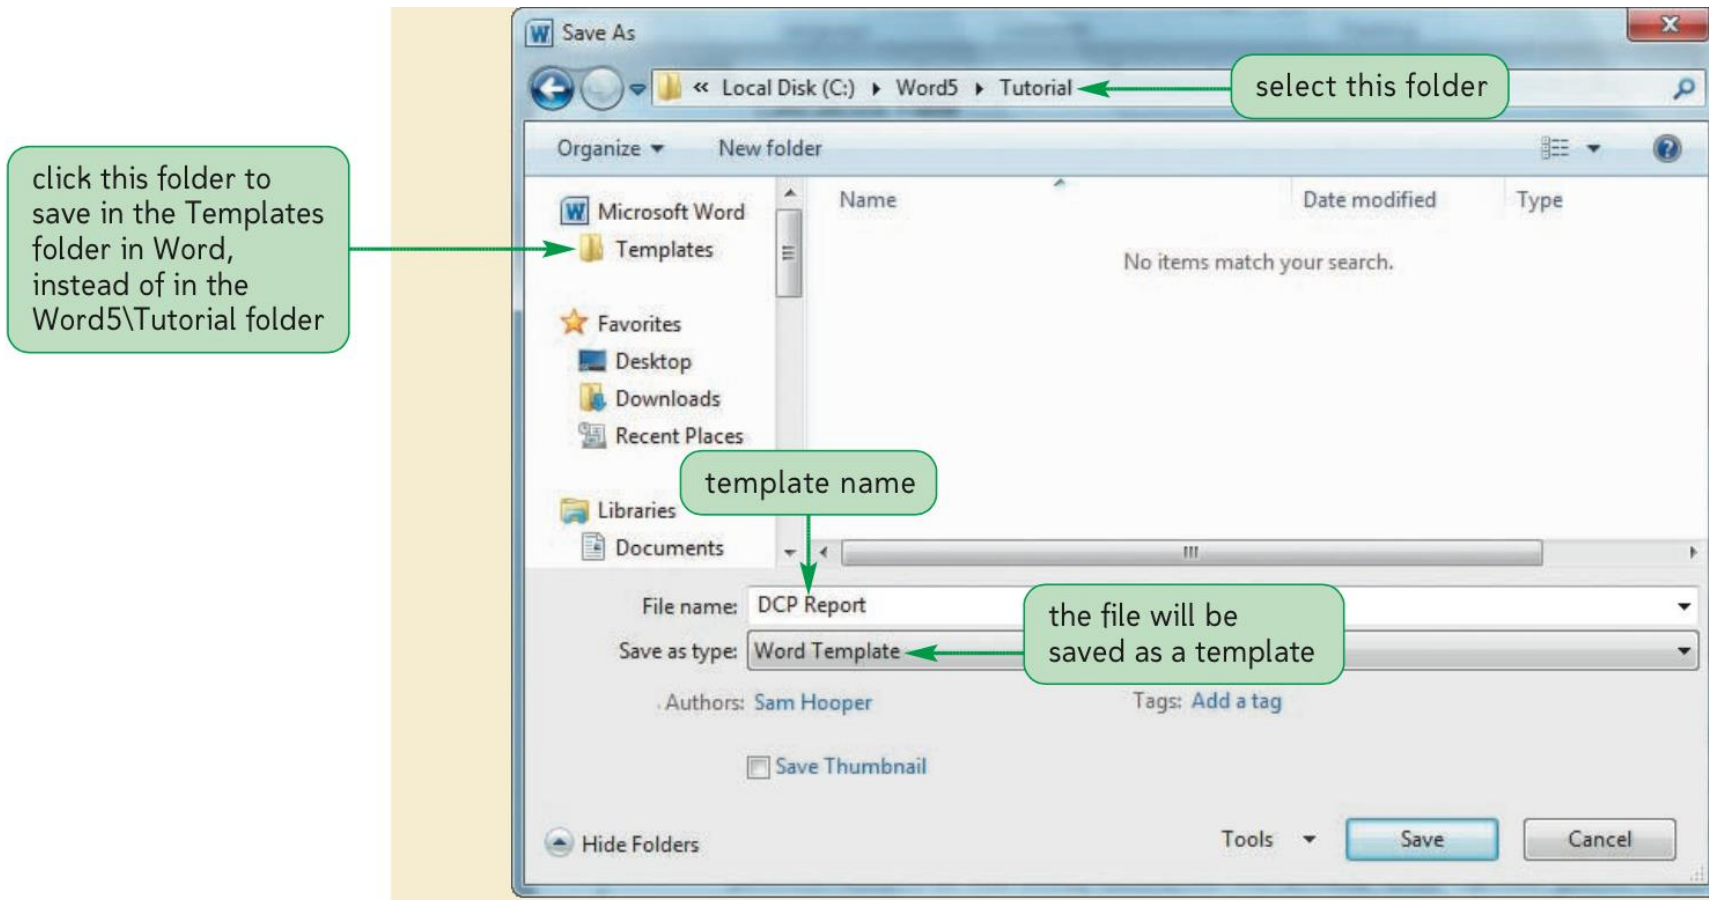 Save As
« Local Disk (C:) ▸ Word5 ▸ Tutorial
select this folder
Organize
New folder
click this folder to
save in the Templates
folder in Word,
instead of in the
Word5\Tutorial folder
Microsoft Word
Templates
Favorites
Desktop
Downloads
Recent Places
Libraries
Documents
Name
Date modified
Type
No items match your search.
template name
File name: DCP Report
the file will be
saved as a template
Save as type: Word Template
Authors: Sam Hooper
Tags: Add a tag
Save Thumbnail
Hide Folders
Tools
Save
Cancel